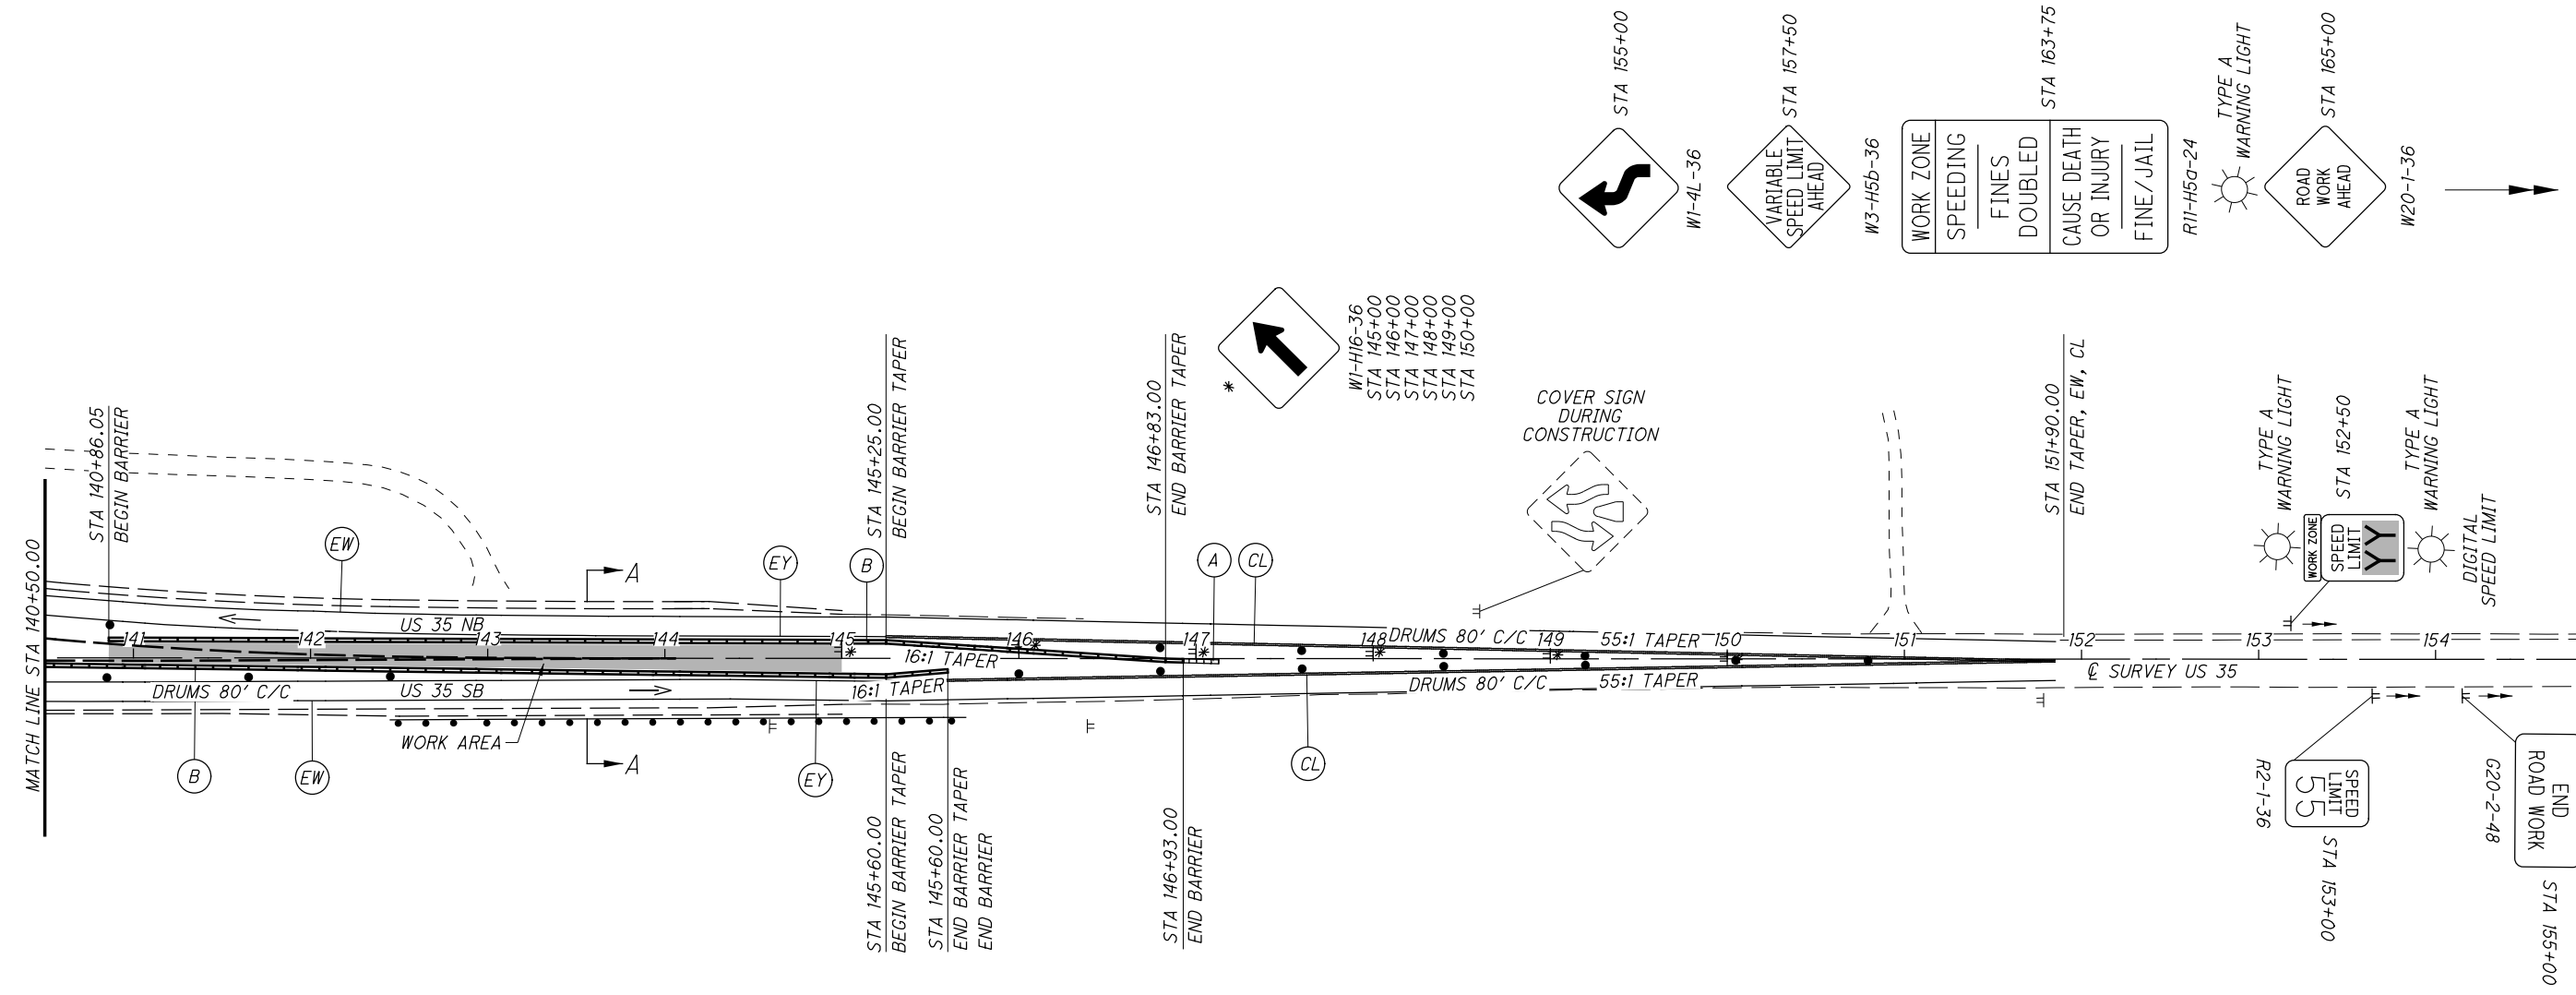 STA 155+00
W1-4L-36
VARIABLE
SPEED LIMIT
AHEAD
STA 157+50
W3-H5b-36
WORK ZONE
SPEEDING
FINES
DOUBLED
CAUSE DEATH
OR INJURY
FINE/JAIL
STA 163+75
R11-H5a-24
TYPE A
WARNING LIGHT
ROAD
WORK
AHEAD
STA 165+00
W20-1-36
*
W1-H16-36
STA 145+00
STA 146+00
STA 147+00
STA 148+00
STA 149+00
STA 150+00
COVER SIGN
DURING
CONSTRUCTION
MATCH LINE STA 140+50.00
STA 140+86.05
BEGIN BARRIER
EW
A
EY
B
STA 145+25.00
BEGIN BARRIER TAPER
STA 146+83.00
END BARRIER TAPER
A
CL
STA 151+90.00
END TAPER, EW, CL
TYPE A
WARNING LIGHT
WORK ZONE
SPEED
LIMIT
YY
STA 152+50
TYPE A
WARNING LIGHT
DIGITAL
SPEED LIMIT
US 35 NB
141
142
143
144
145
*
146
*
147
*
148
*
DRUMS 80' C/C
149
*
55:1 TAPER
150
*
151
152
153
154
16:1 TAPER
16:1 TAPER
DRUMS 80' C/C
US 35 SB
DRUMS 80' C/C
55:1 TAPER
℄ SURVEY US 35
WORK AREA
B
EW
A
EY
CL
STA 145+60.00
BEGIN BARRIER TAPER
STA 145+60.00
END BARRIER TAPER
END BARRIER
STA 146+93.00
END BARRIER
R2-1-36
SPEED
LIMIT
55
STA 153+00
G20-2-48
END
ROAD WORK
STA 155+00